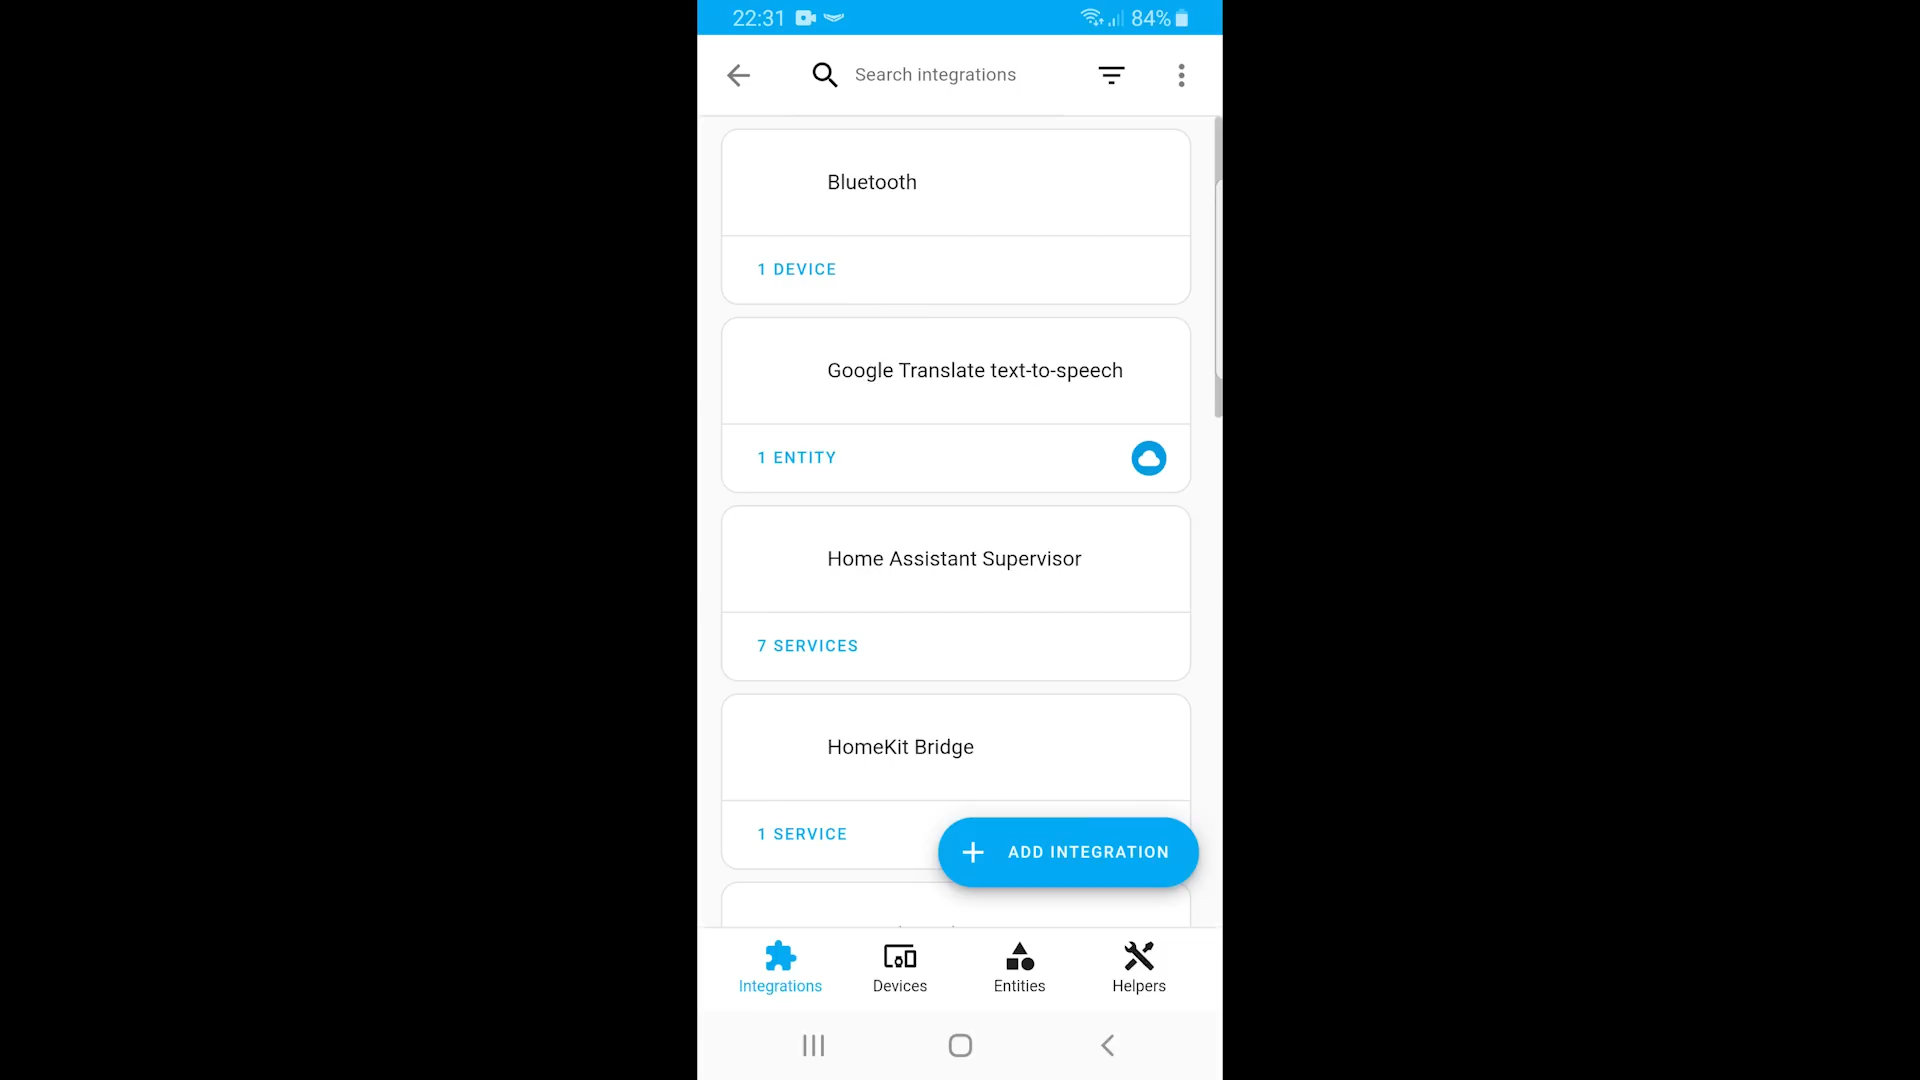 22:31
84%
Search integrations
Bluetooth
1 DEVICE
Google Translate text-to-speech
1 ENTITY
Home Assistant Supervisor
7 SERVICES
HomeKit Bridge
1 SERVICE
ADD INTEGRATION
Integrations
Devices
Entities
Helpers